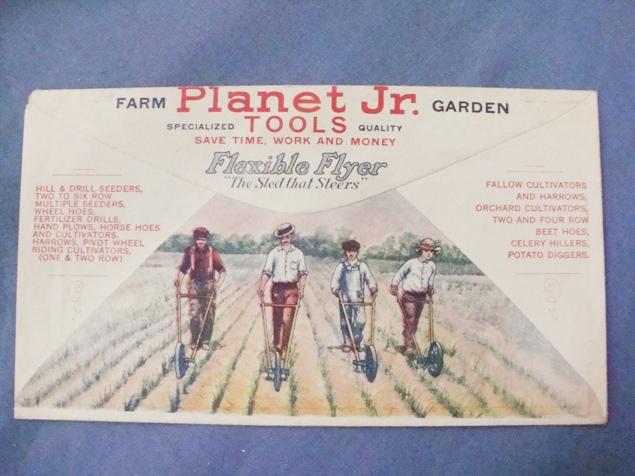 FARM Planet Jr. GARDEN
SPECIALIZED TOOLS QUALITY
SAVE TIME, WORK AND MONEY
Flexible Flyer
"The Sled that Steers"
HILL & DRILL SEEDERS,
TWO TO SIX ROW
MULTIPLE SEEDERS,
WHEEL HOES,
FERTILIZER DRILLS,
HAND PLOWS, HORSE HOES
AND CULTIVATORS.
HARROWS, PIVOT WHEEL
RIDING CULTIVATORS,
(ONE & TWO ROW)
FALLOW CULTIVATORS
AND HARROWS,
ORCHARD CULTIVATORS,
TWO AND FOUR ROW
BEET HOES,
CELERY HILLERS,
POTATO DIGGERS.